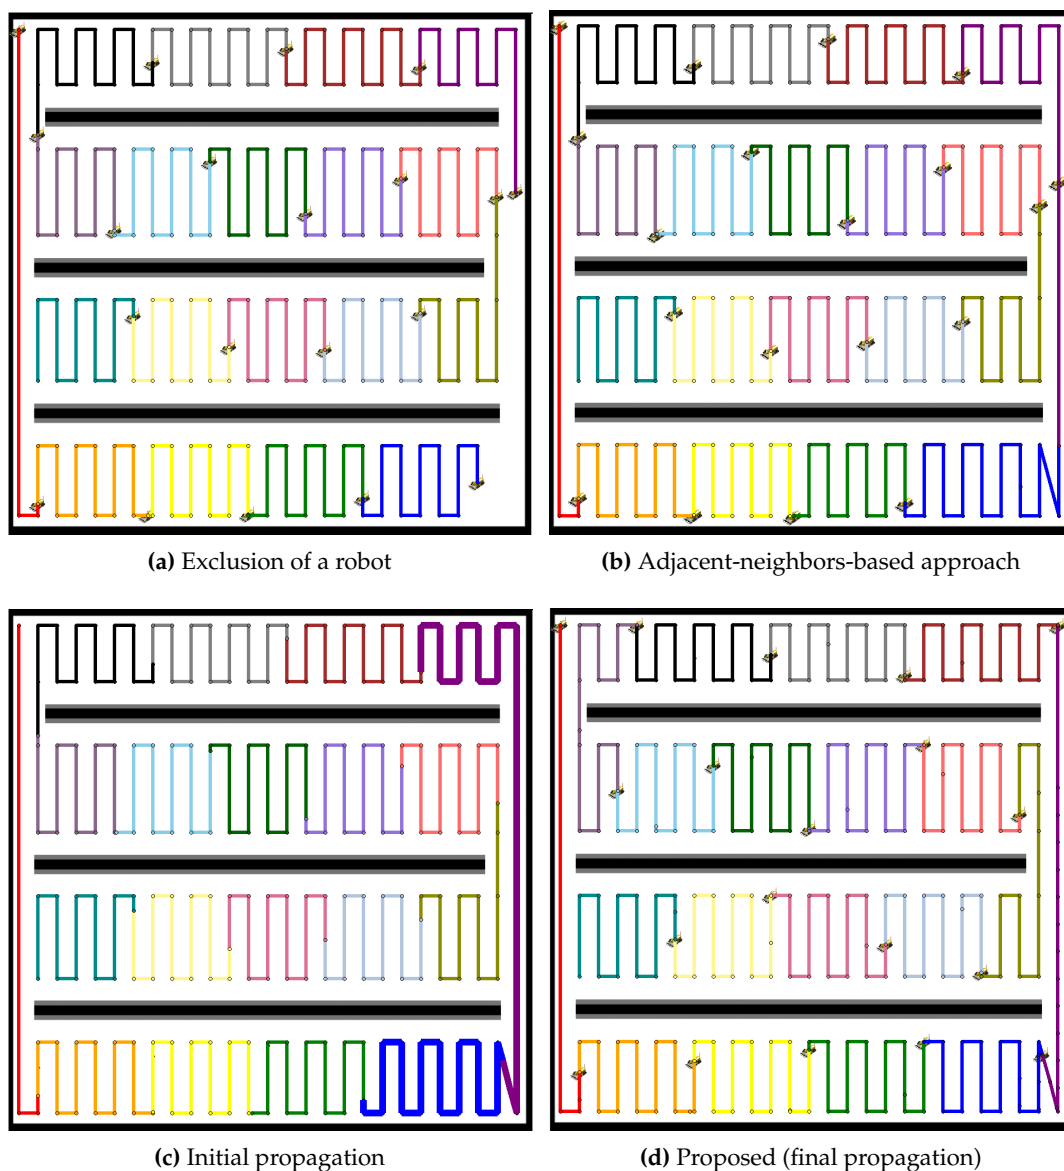 (a) Exclusion of a robot
(b) Adjacent-neighbors-based approach
(c) Initial propagation
(d) Proposed (final propagation)